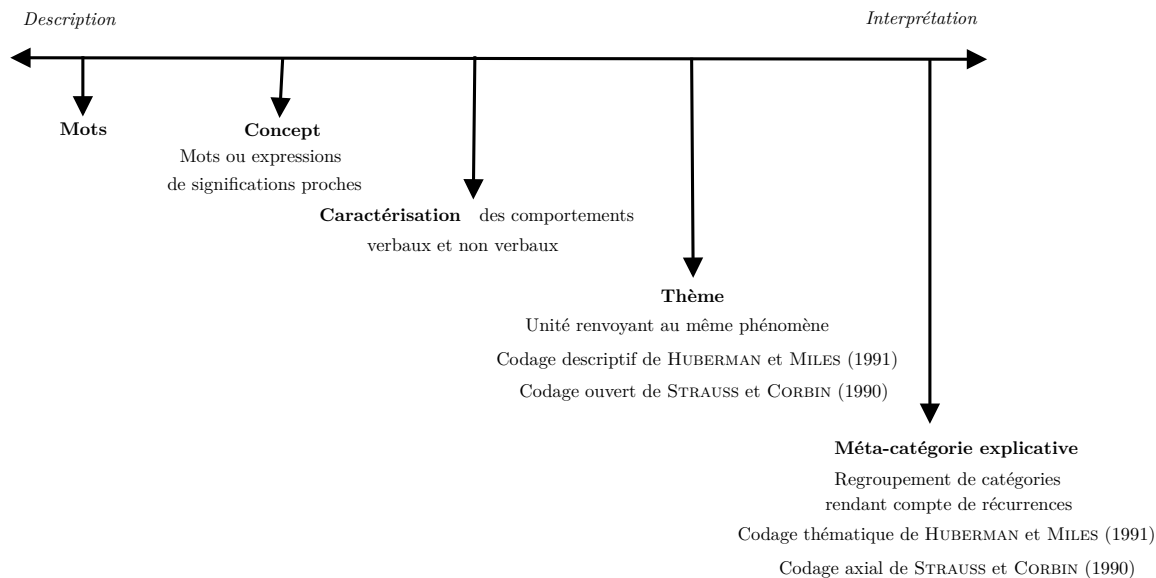 Description
Interprétation
Mots
Concept
Mots ou expressions
de significations proches
Caractérisation des comportements
verbaux et non verbaux
Thème
Unité renvoyant au même phénomène
Codage descriptif de HUBERMAN et MILES (1991)
Codage ouvert de STRAUSS et CORBIN (1990)
Méta-catégorie explicative
Regroupement de catégories
rendant compte de récurrences
Codage thématique de HUBERMAN et MILES (1991)
Codage axial de STRAUSS et CORBIN (1990)